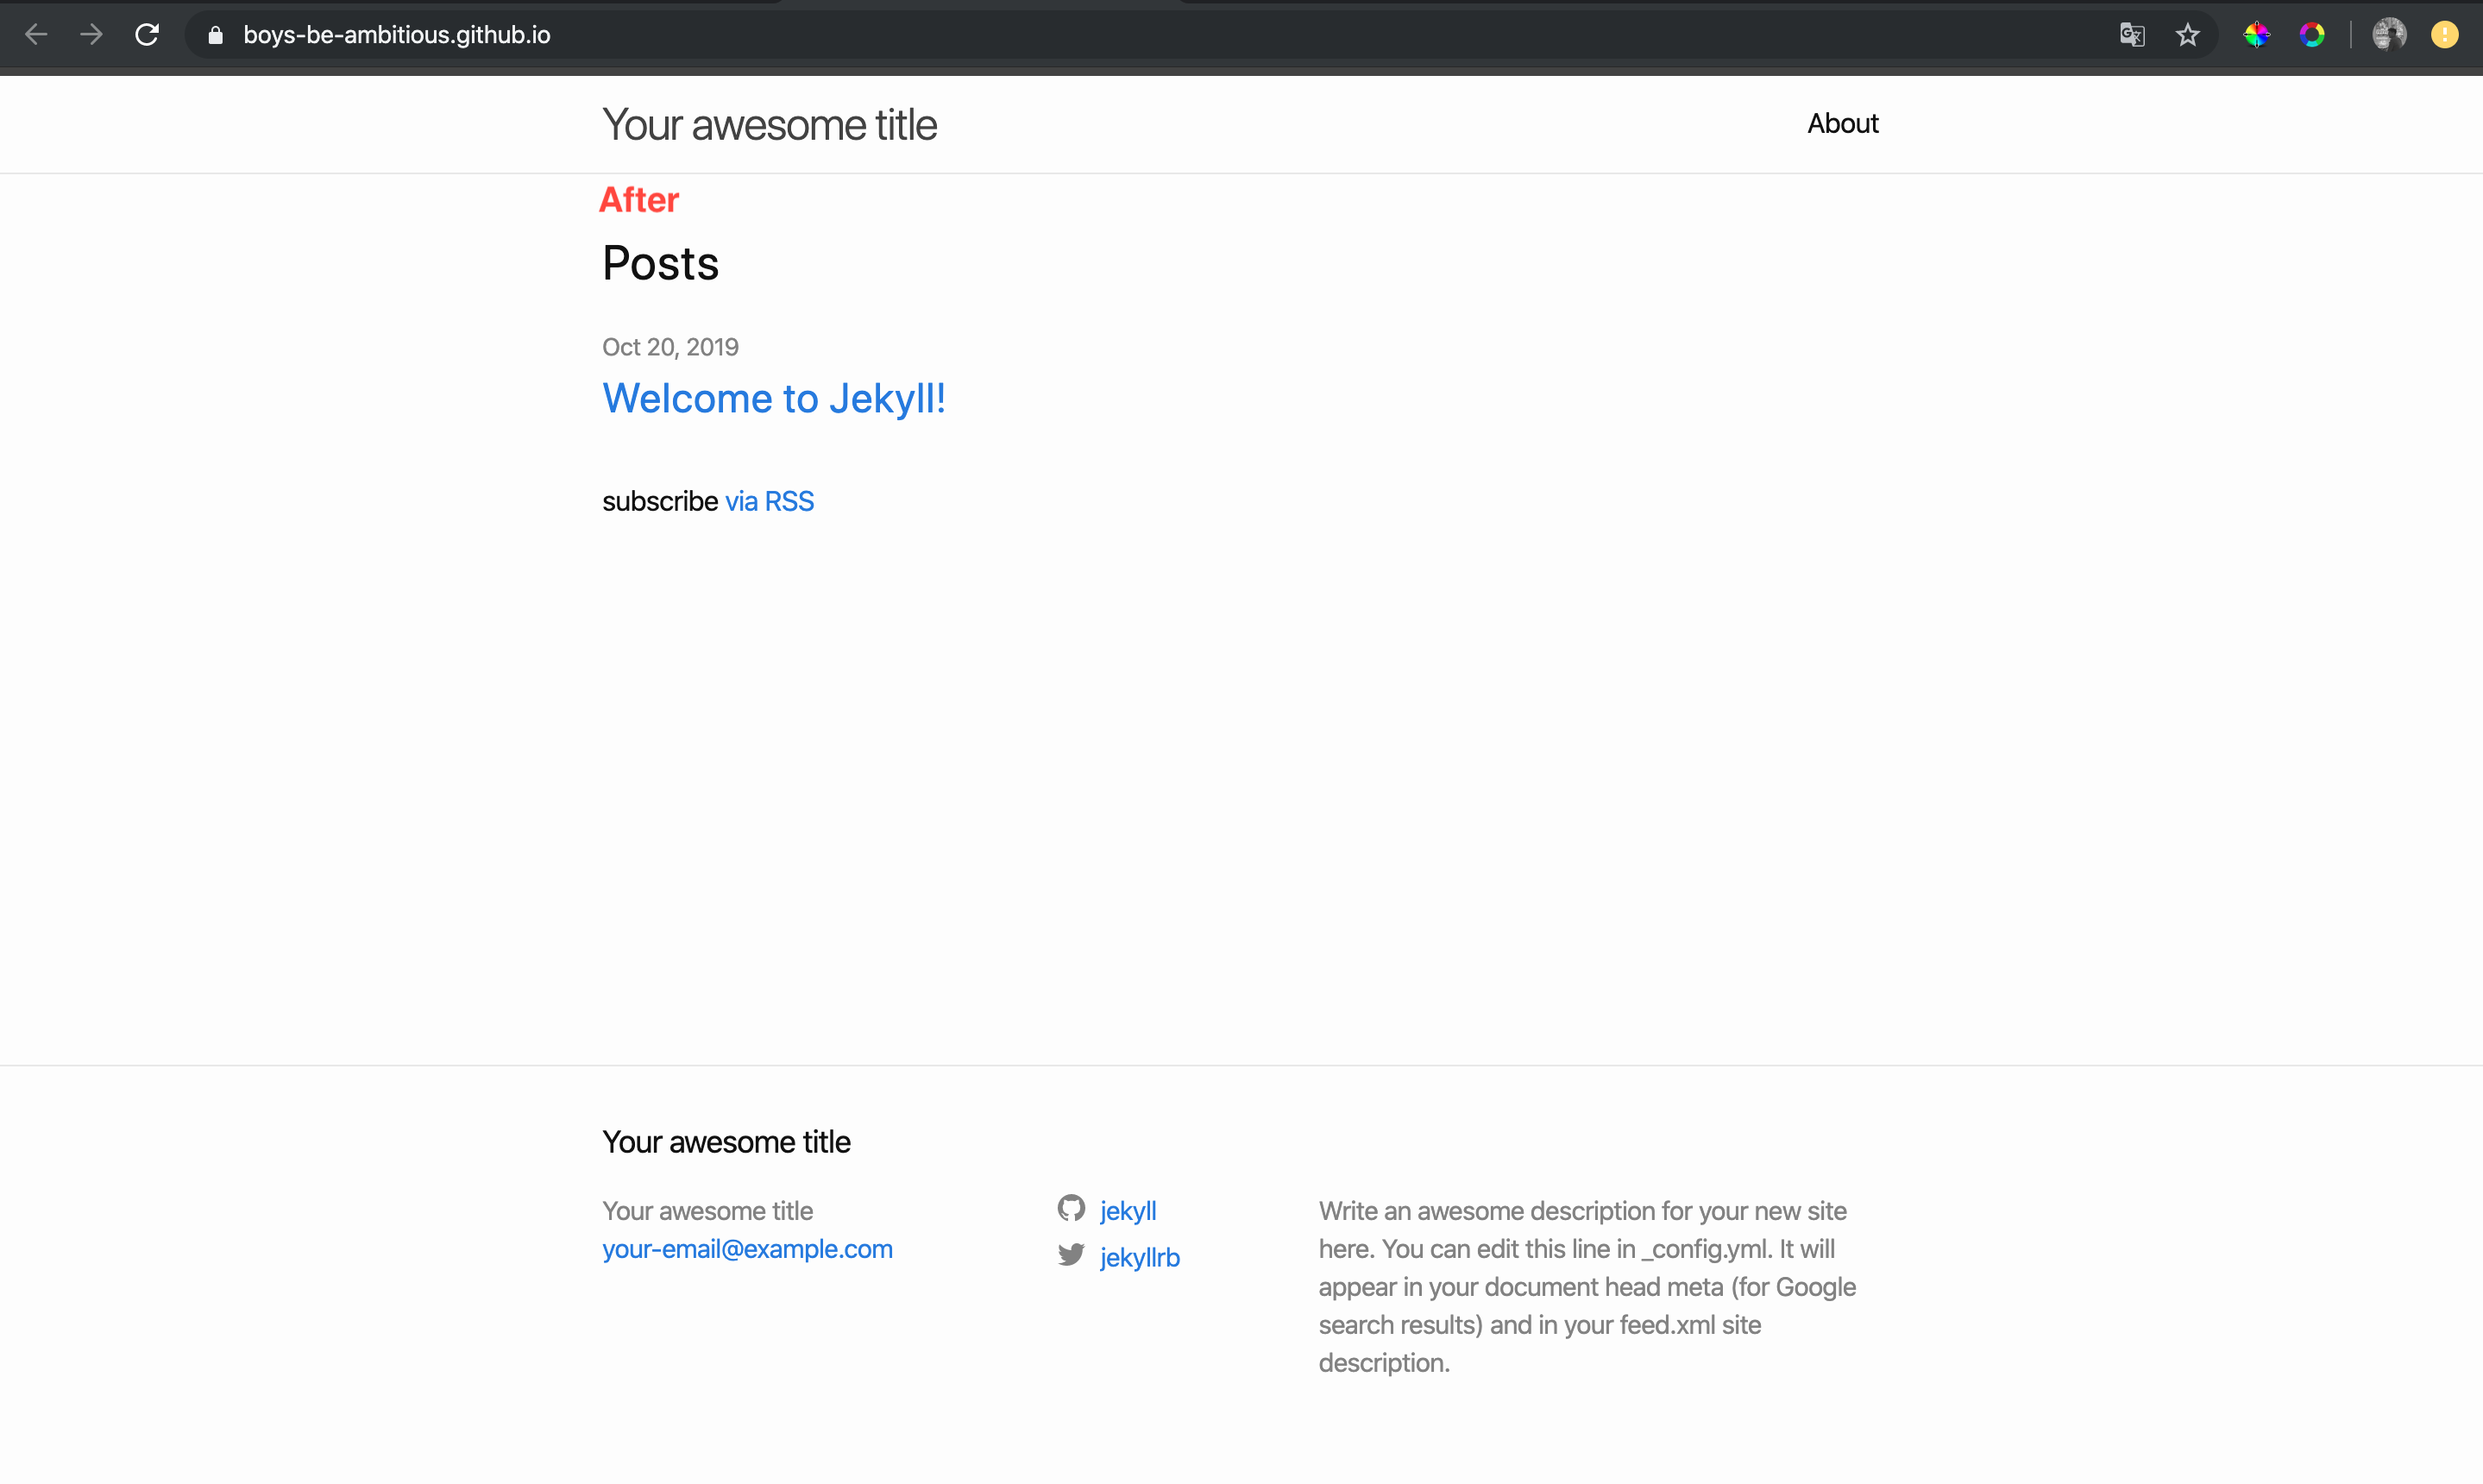 boys-be-ambitious.github.io
Your awesome title
About
After
Posts
Oct 20, 2019
Welcome to Jekyll!
subscribe via RSS
Your awesome title
Your awesome title
your-email@example.com
jekyll
jekyllrb
Write an awesome description for your new site
here. You can edit this line in _config.yml. It will
appear in your document head meta (for Google
search results) and in your feed.xml site
description.